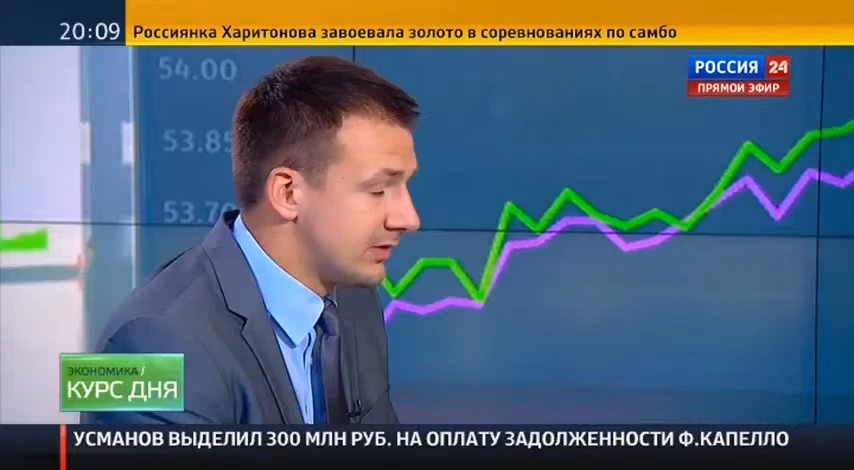 20:09
Россиянка Харитонова завоевала золото в соревнованиях по самбо
РОССИЯ 24
ПРЯМОЙ ЭФИР
54.00
53.85
53.70
ЭКОНОМИКА/
КУРС ДНЯ
УСМАНОВ ВЫДЕЛИЛ 300 МЛН РУБ. НА ОПЛАТУ ЗАДОЛЖЕННОСТИ Ф.КАПЕЛЛО